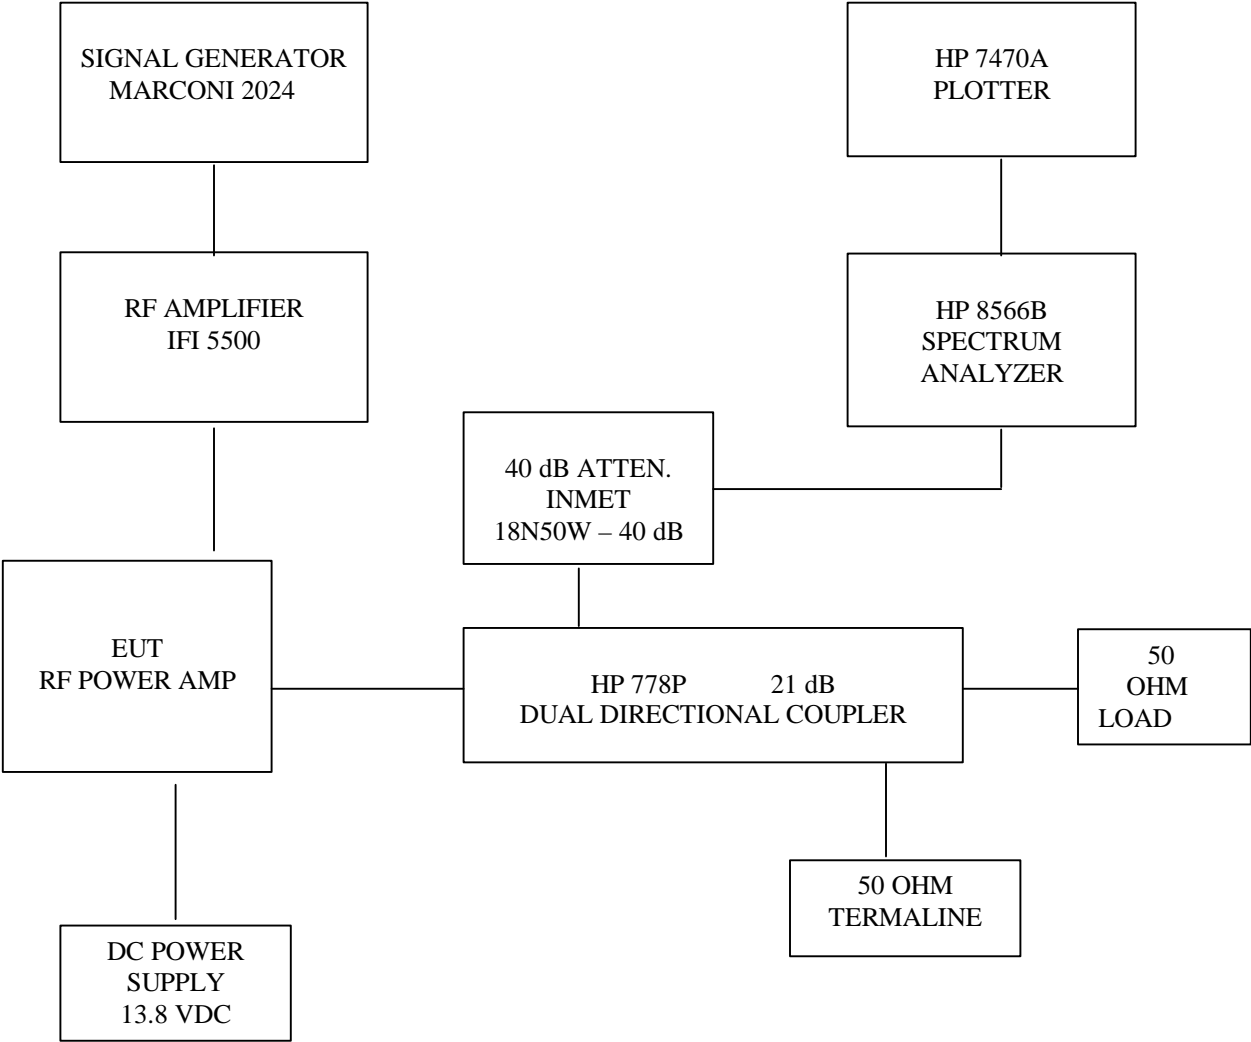 SIGNAL GENERATOR
MARCONI 2024
HP 7470A
PLOTTER
RF AMPLIFIER
IFI 5500
HP 8566B
SPECTRUM
ANALYZER
40 dB ATTEN.
INMET
18N50W – 40 dB
EUT
RF POWER AMP
HP 778P 21 dB
DUAL DIRECTIONAL COUPLER
50
OHM
LOAD
50 OHM
TERMALINE
DC POWER
SUPPLY
13.8 VDC